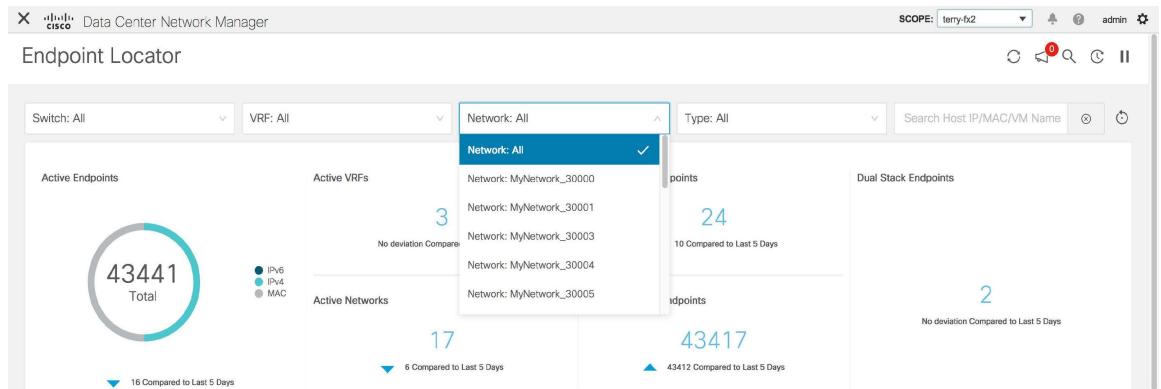 cisco Data Center Network Manager
SCOPE: terry-fx2
admin
Endpoint Locator
0
Switch: All
VRF: All
Network: All
Type: All
Search Host IP/MAC/VM Name
Network: All
Network: MyNetwork_30000
Network: MyNetwork_30001
Network: MyNetwork_30003
Network: MyNetwork_30004
Network: MyNetwork_30005
Active Endpoints
43441
Total
IPv6
IPv4
MAC
16 Compared to Last 5 Days
Active VRFs
3
No deviation Compare
Active Networks
17
6 Compared to Last 5 Days
points
24
10 Compared to Last 5 Days
dpoints
43417
43412 Compared to Last 5 Days
Dual Stack Endpoints
2
No deviation Compared to Last 5 Days